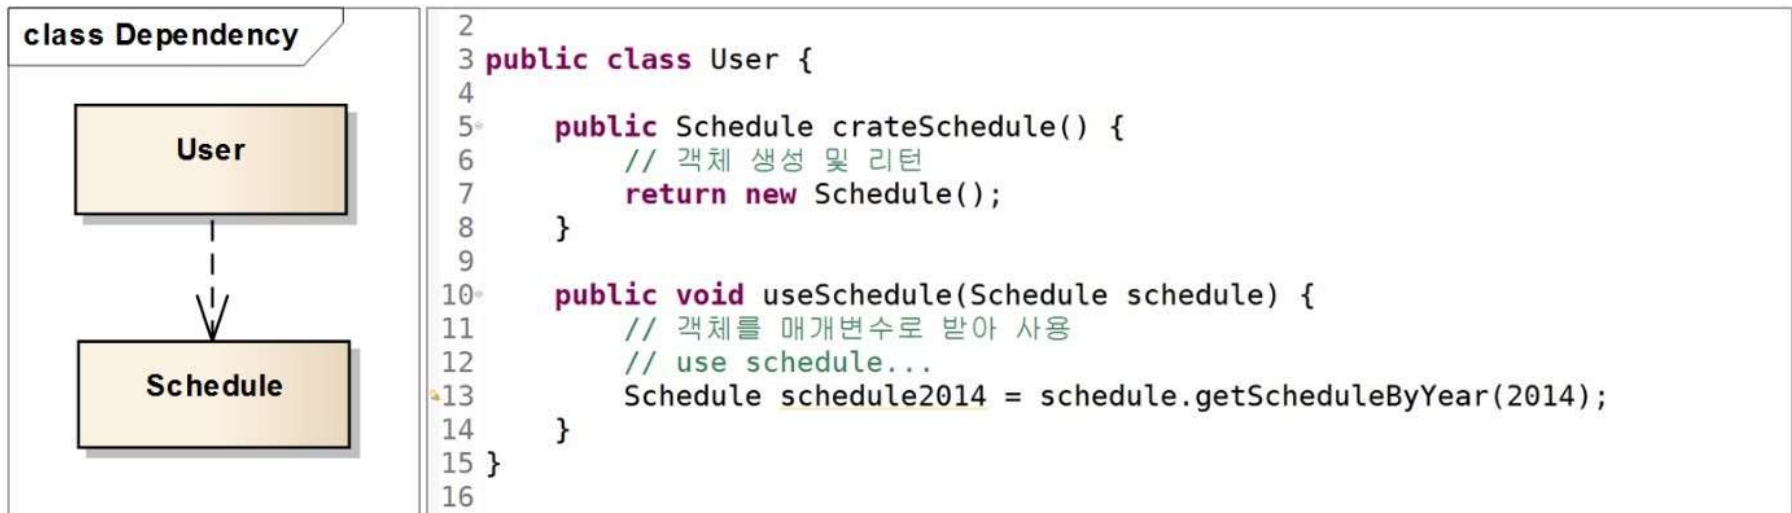 class Dependency
User
Schedule
2
3 public class User {
4
5 public Schedule crateSchedule() {
6 // 객체 생성 및 리턴
7 return new Schedule();
8 }
9
10 public void useSchedule(Schedule schedule) {
11 // 객체를 매개변수로 받아 사용
12 // use schedule...
13 Schedule schedule2014 = schedule.getScheduleByYear(2014);
14 }
15 }
16